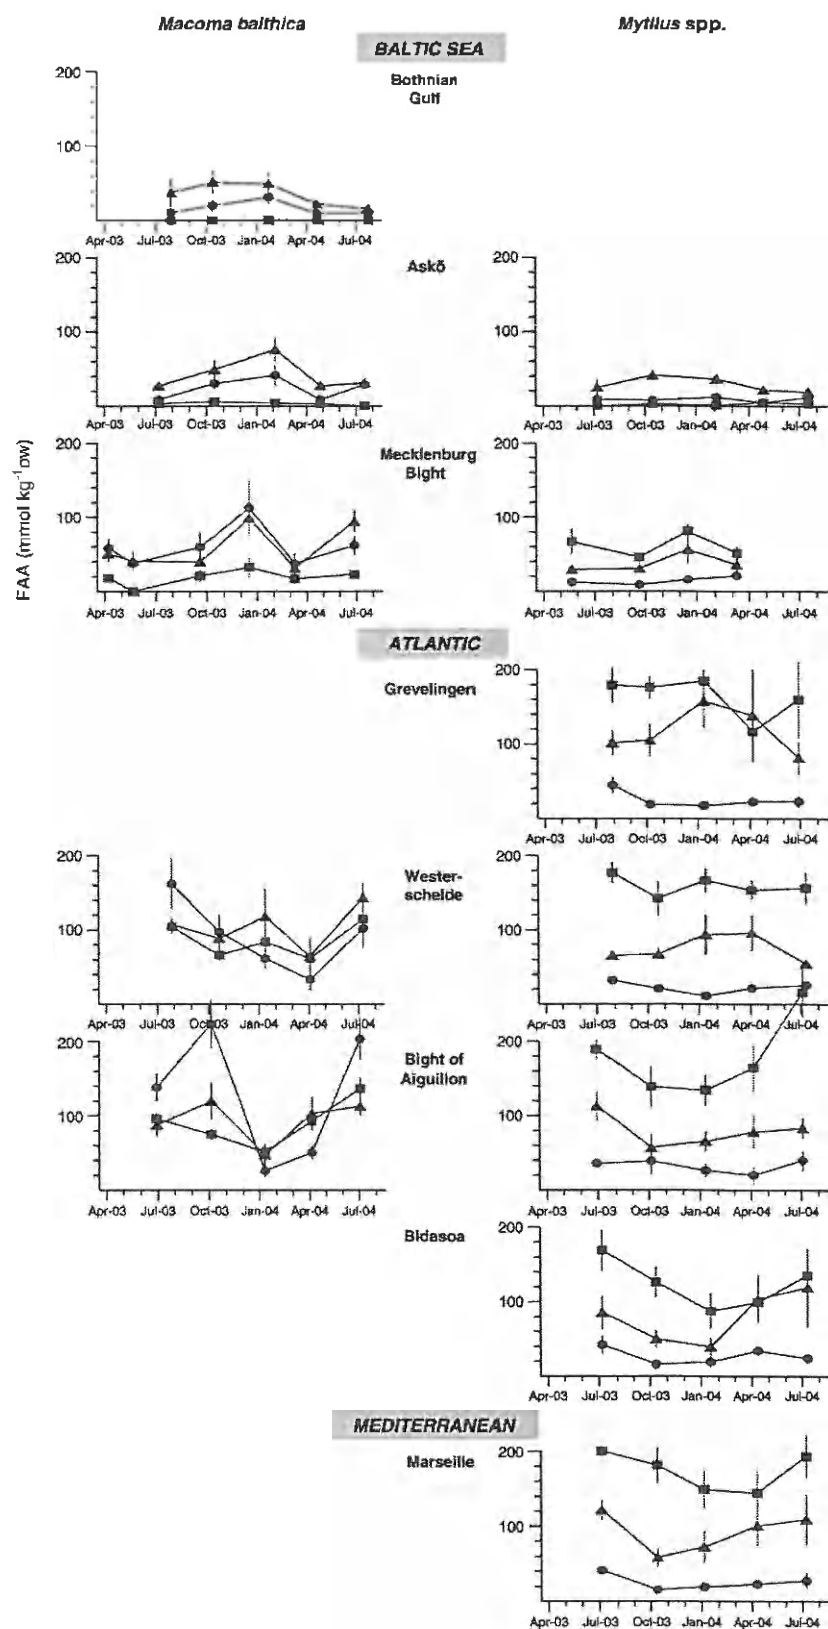 Macoma balthica Mytilus spp.
BALTIC SEA
Bothnian
Gulf
200
100
Apr-03 Jul-03 Oct-03 Jan-04 Apr-04 Jul-04
Askö
200
100
Apr-03 Jul-03 Oct-03 Jan-04 Apr-04 Jul-04
200
100
Apr-03 Jul-03 Oct-03 Jan-04 Apr-04 Jul-04
Mecklenburg
Bight
200
100
Apr-03 Jul-03 Oct-03 Jan-04 Apr-04 Jul-04
200
100
Apr-03 Jul-03 Oct-03 Jan-04 Apr-04 Jul-04
FAA (mmol kg⁻¹ DW)
ATLANTIC
Grevelingen
200
100
Apr-03 Jul-03 Oct-03 Jan-04 Apr-04 Jul-04
Wester-
schelde
200
100
Apr-03 Jul-03 Oct-03 Jan-04 Apr-04 Jul-04
200
100
Apr-03 Jul-03 Oct-03 Jan-04 Apr-04 Jul-04
Bight of
Aiguillon
200
100
Apr-03 Jul-03 Oct-03 Jan-04 Apr-04 Jul-04
200
100
Apr-03 Jul-03 Oct-03 Jan-04 Apr-04 Jul-04
Bidasoa
200
100
Apr-03 Jul-03 Oct-03 Jan-04 Apr-04 Jul-04
MEDITERRANEAN
Marseille
200
100
Apr-03 Jul-03 Oct-03 Jan-04 Apr-04 Jul-04